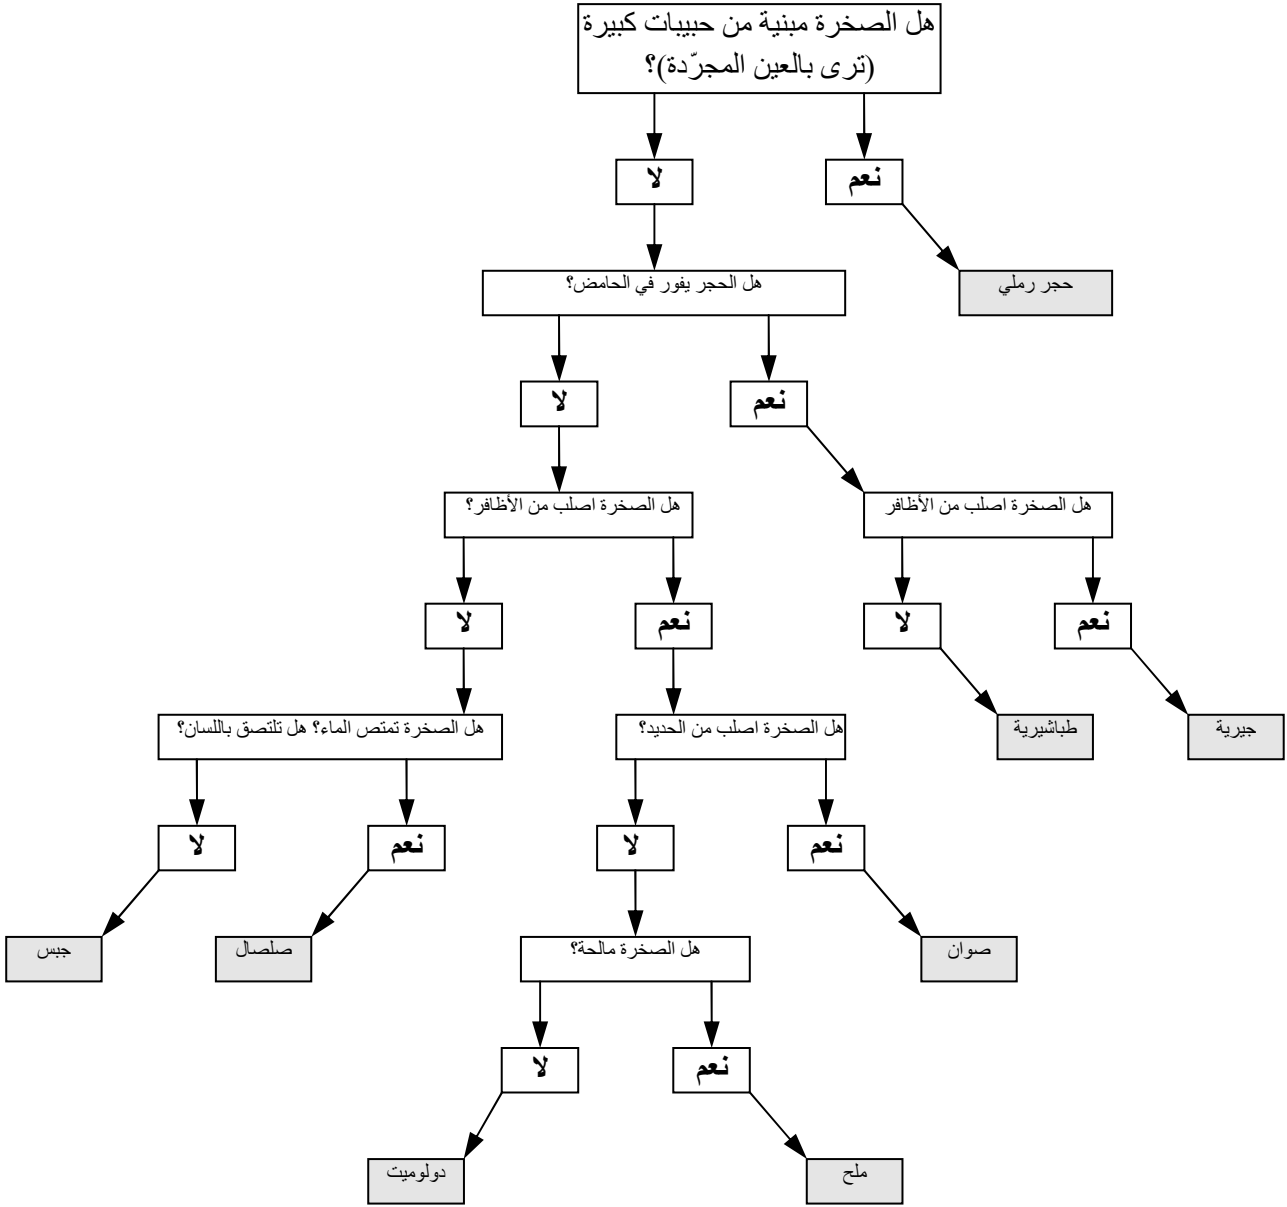 هل الصخرة مبنية من حبيبات كبيرة
(ترى بالعين المجرّدة)؟
نعم
لا
حجر رملي
هل الحجر يفور في الحامض؟
نعم
لا
هل الصخرة اصلب من الأظافر
هل الصخرة اصلب من الأظافر؟
نعم
لا
نعم
لا
جيرية
طباشيرية
هل الصخرة اصلب من الحديد؟
هل الصخرة تمتص الماء؟ هل تلتصق باللسان؟
نعم
لا
نعم
لا
صوان
هل الصخرة مالحة؟
صلصال
جبس
نعم
لا
ملح
دولوميت